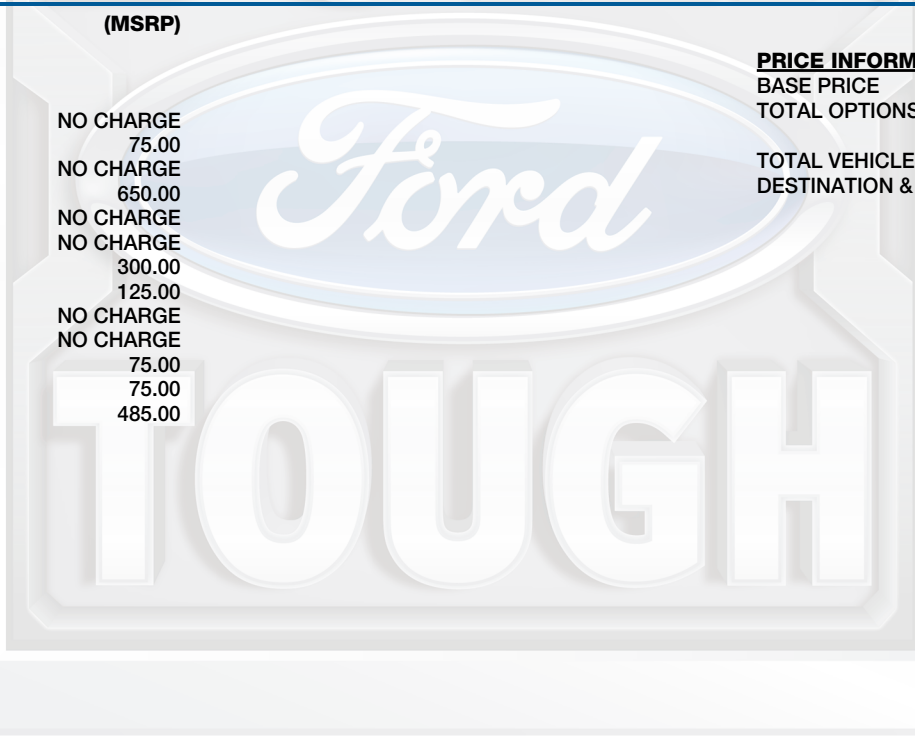 (MSRP)
NO CHARGE
75.00
NO CHARGE
650.00
NO CHARGE
NO CHARGE
300.00
125.00
NO CHARGE
NO CHARGE
75.00
75.00
485.00
PRICE INFORM
BASE PRICE
TOTAL OPTIONS
TOTAL VEHICLE
DESTINATION &
Ford
TOUGH